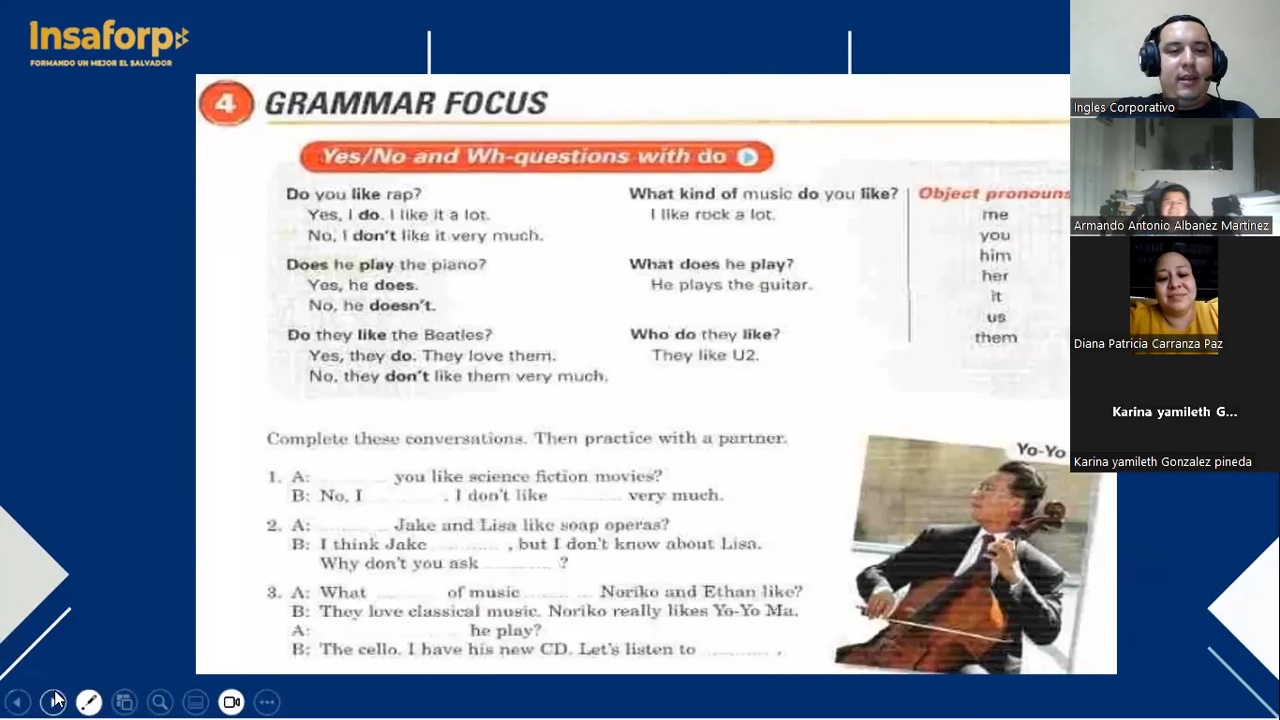 Insaforp
FORMANDO UN MEJOR EL SALVADOR
4 GRAMMAR FOCUS
Yes/No and Wh-questions with do
Do you like rap?
Yes, I do. I like it a lot.
No, I don't like it very much.
Does he play the piano?
Yes, he does.
No, he doesn't.
Do they like the Beatles?
Yes, they do. They love them.
No, they don't like them very much.
What kind of music do you like?
I like rock a lot.
What does he play?
He plays the guitar.
Who do they like?
They like U2.
Object pronouns
me
you
him
her
it
us
them
Complete these conversations. Then practice with a partner.
1. A: ........ you like science fiction movies?
B: No, I ........ . I don't like ........ very much.
2. A: ........ Jake and Lisa like soap operas?
B: I think Jake ........ , but I don't know about Lisa.
Why don't you ask ........ ?
3. A: What ........ of music ........ Noriko and Ethan like?
B: They love classical music. Noriko really likes Yo-Yo Ma.
A: ........ he play?
B: The cello. I have his new CD. Let's listen to ........ .
Yo-Yo
Ingles Corporativo
Armando Antonio Albanez Martinez
Diana Patricia Carranza Paz
Karina yamileth G...
Karina yamileth Gonzalez pineda